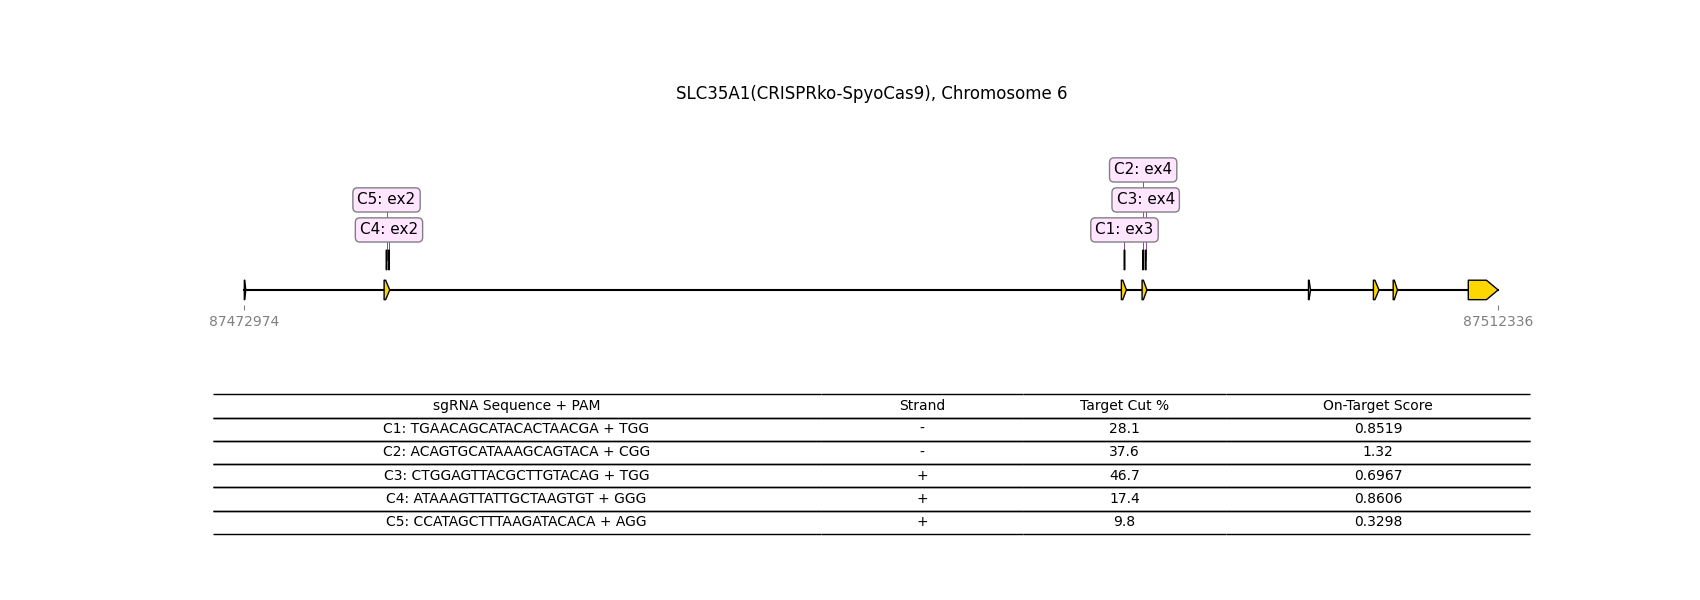 SLC35A1(CRISPRko-SpyoCas9), Chromosome 6
C2: ex4
C5: ex2
C3: ex4
C4: ex2
C1: ex3
87472974
87512336
sgRNA Sequence + PAM Strand Target Cut % On-Target Score
C1: TGAACAGCATACACTAACGA + TGG - 28.1 0.8519
C2: ACAGTGCATAAAGCAGTACA + CGG - 37.6 1.32
C3: CTGGAGTTACGCTTGTACAG + TGG + 46.7 0.6967
C4: ATAAAGTTATTGCTAAGTGT + GGG + 17.4 0.8606
C5: CCATAGCTTTAAGATACACA + AGG + 9.8 0.3298